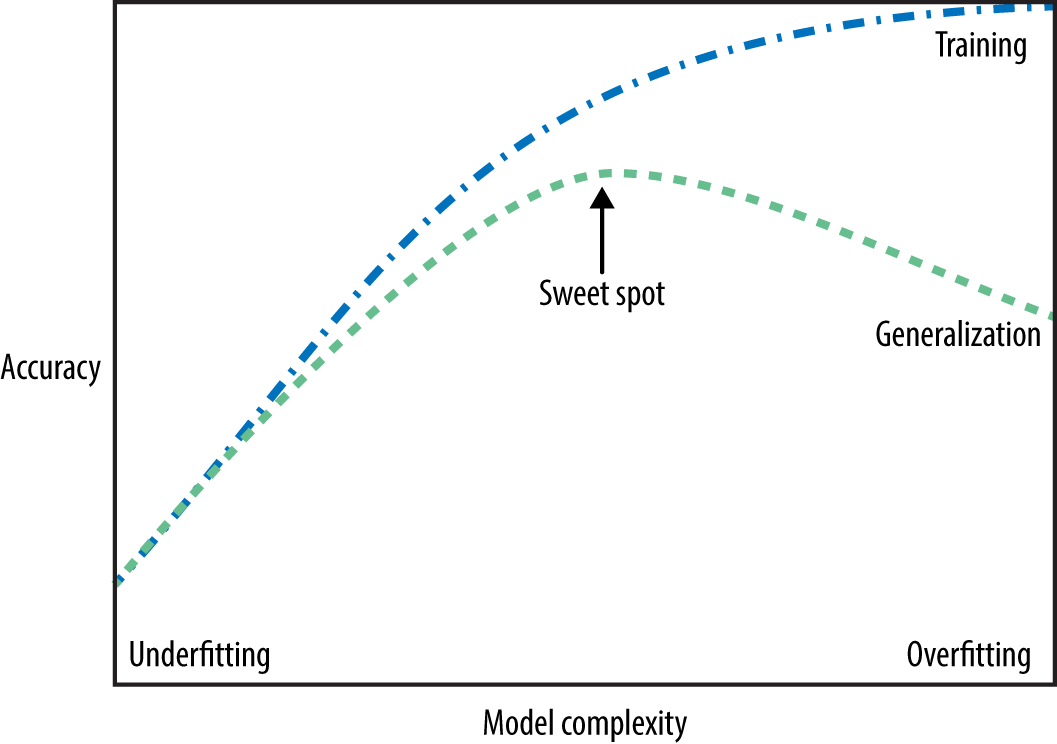 Training
Sweet spot
Generalization
Accuracy
Underfitting
Overfitting
Model complexity